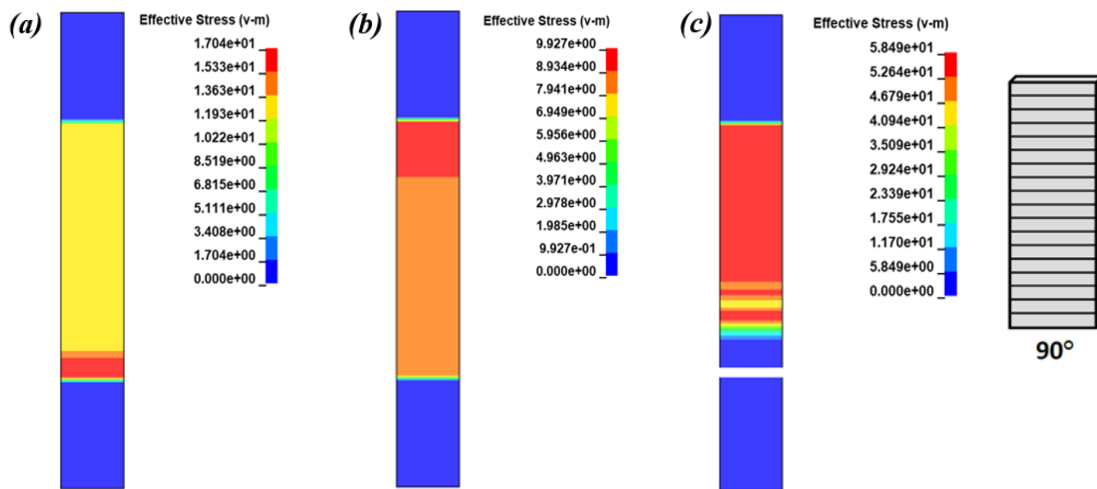 (a)
Effective Stress (v-m)
1.704e+01
1.533e+01
1.363e+01
1.193e+01
1.022e+01
8.519e+00
6.815e+00
5.111e+00
3.408e+00
1.704e+00
0.000e+00
(b)
Effective Stress (v-m)
9.927e+00
8.934e+00
7.941e+00
6.949e+00
5.956e+00
4.963e+00
3.971e+00
2.978e+00
1.985e+00
9.927e-01
0.000e+00
(c)
Effective Stress (v-m)
5.849e+01
5.264e+01
4.679e+01
4.094e+01
3.509e+01
2.924e+01
2.339e+01
1.755e+01
1.170e+01
5.849e+00
0.000e+00
90°